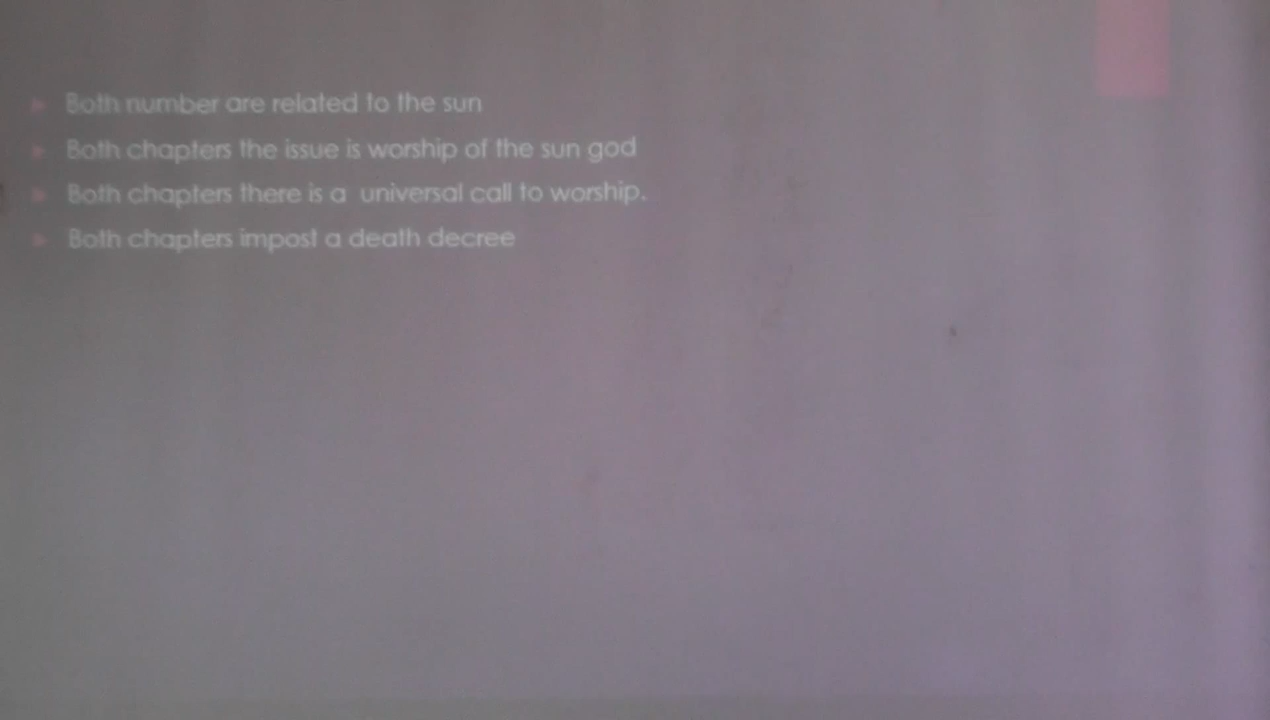 Both number are related to the sun
Both chapters the issue is worship of the sun god
Both chapters there is a universal call to worship.
Both chapters impost a death decree